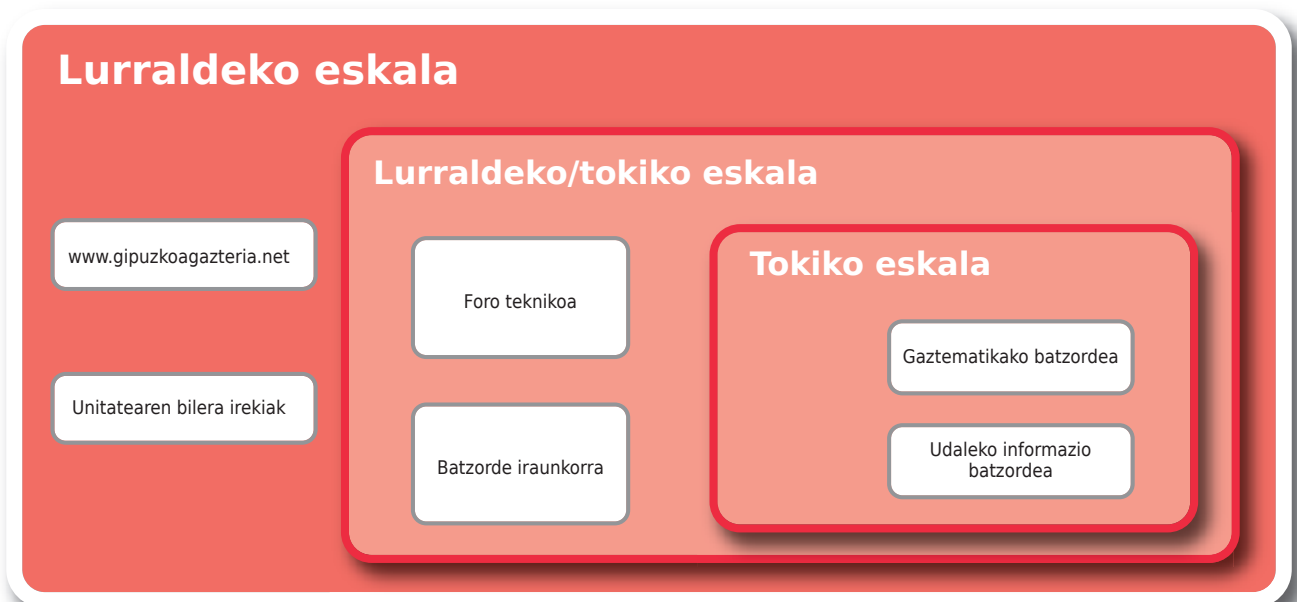 Lurraldeko eskala
Lurraldeko/tokiko eskala
Tokiko eskala
www.gipuzkoagazteria.net
Unitatearen bilera irekiak
Foro teknikoa
Batzorde iraunkorra
Gaztematikako batzordea
Udaleko informazio
batzordea